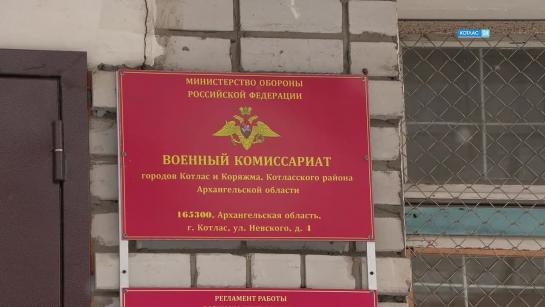 КОТЛАС 24
МИНИСТЕРСТВО ОБОРОНЫ
РОССИЙСКОЙ ФЕДЕРАЦИИ
ВОЕННЫЙ КОМИССАРИАТ
городов Котлас и Коряжма, Котласского района
Архангельской области
165300, Архангельская область,
г. Котлас, ул. Невского, д. 1
РЕГЛАМЕНТ РАБОТЫ